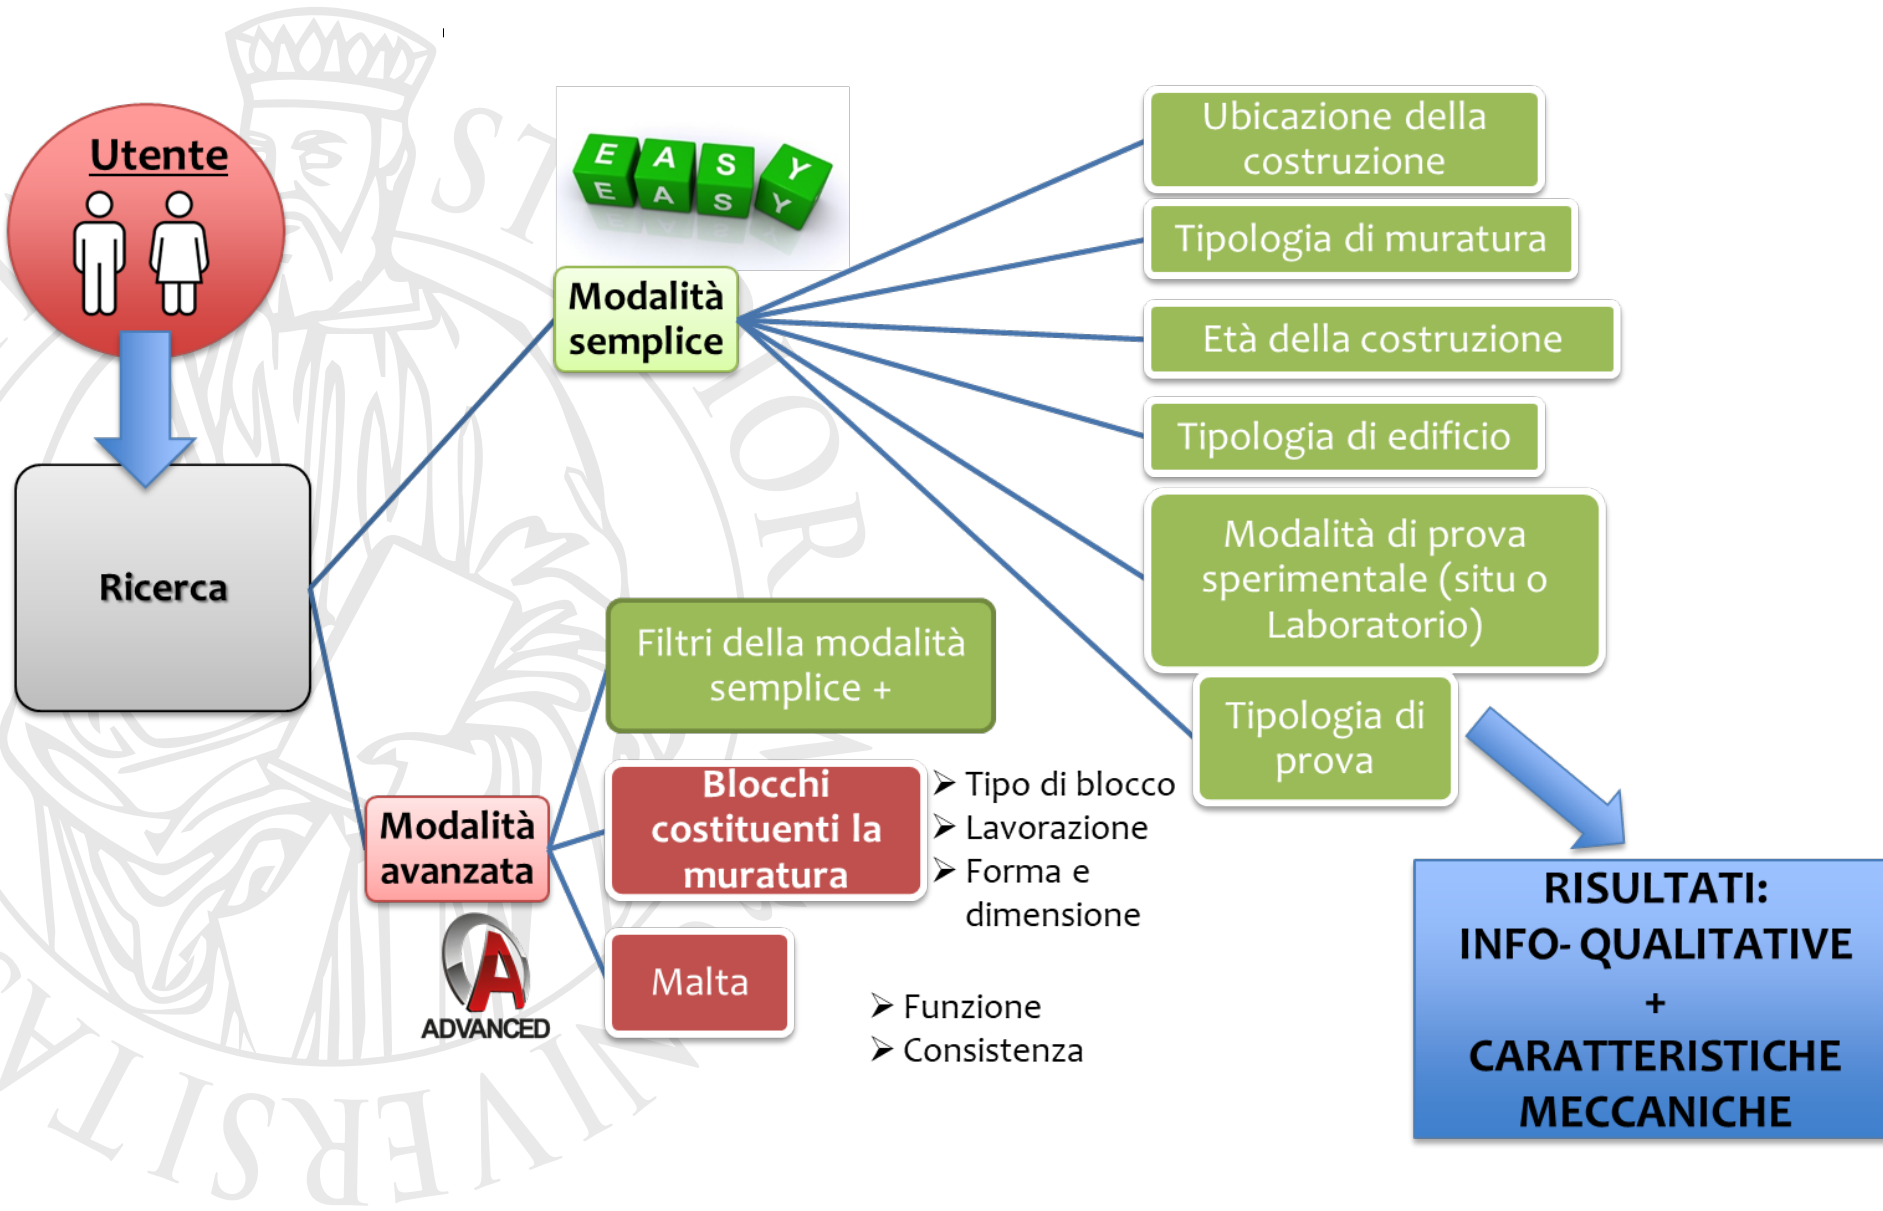 Utente
Ricerca
EASY
Modalità
semplice
Ubicazione della
costruzione
Tipologia di muratura
Età della costruzione
Tipologia di edificio
Modalità di prova
sperimentale (situ o
Laboratorio)
Tipologia di
prova
Modalità
avanzata
ADVANCED
Filtri della modalità
semplice +
Blocchi
costituenti la
muratura
➢ Tipo di blocco
➢ Lavorazione
➢ Forma e
dimensione
Malta
➢ Funzione
➢ Consistenza
RISULTATI:
INFO- QUALITATIVE
+
CARATTERISTICHE
MECCANICHE